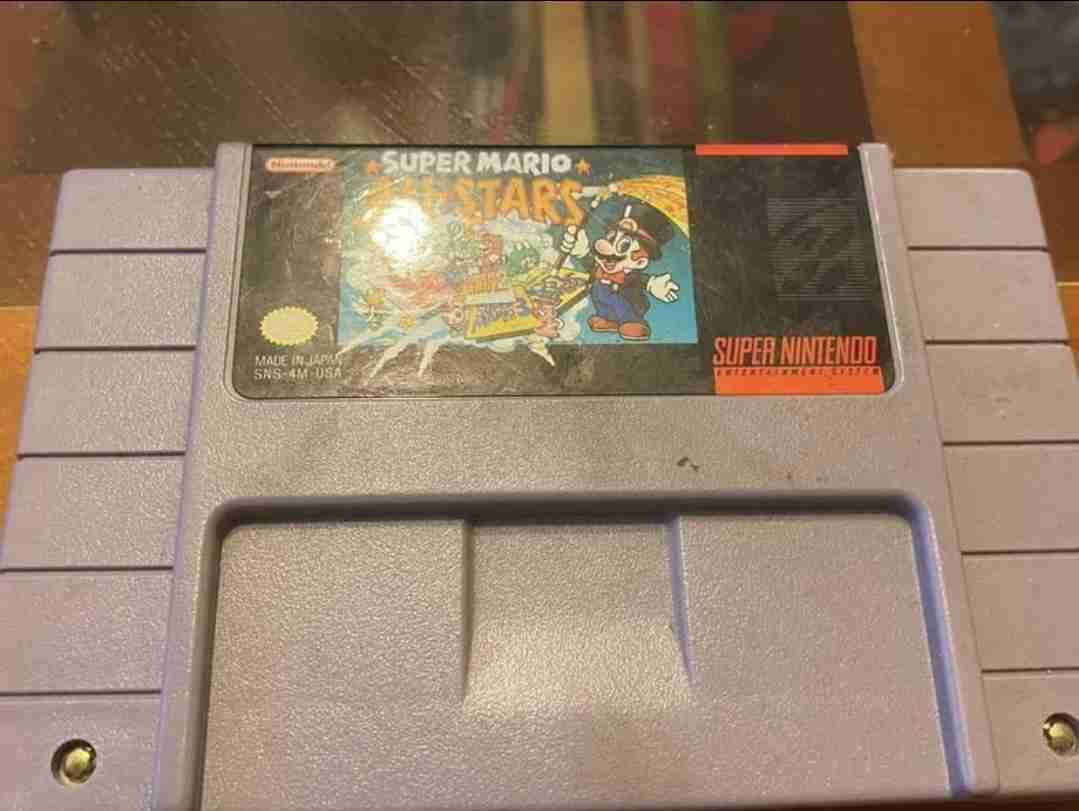 Nintendo
SUPER MARIO
ALL-STARS
MADE IN JAPAN
SNS-4M-USA
SUPER NINTENDO
ENTERTAINMENT SYSTEM